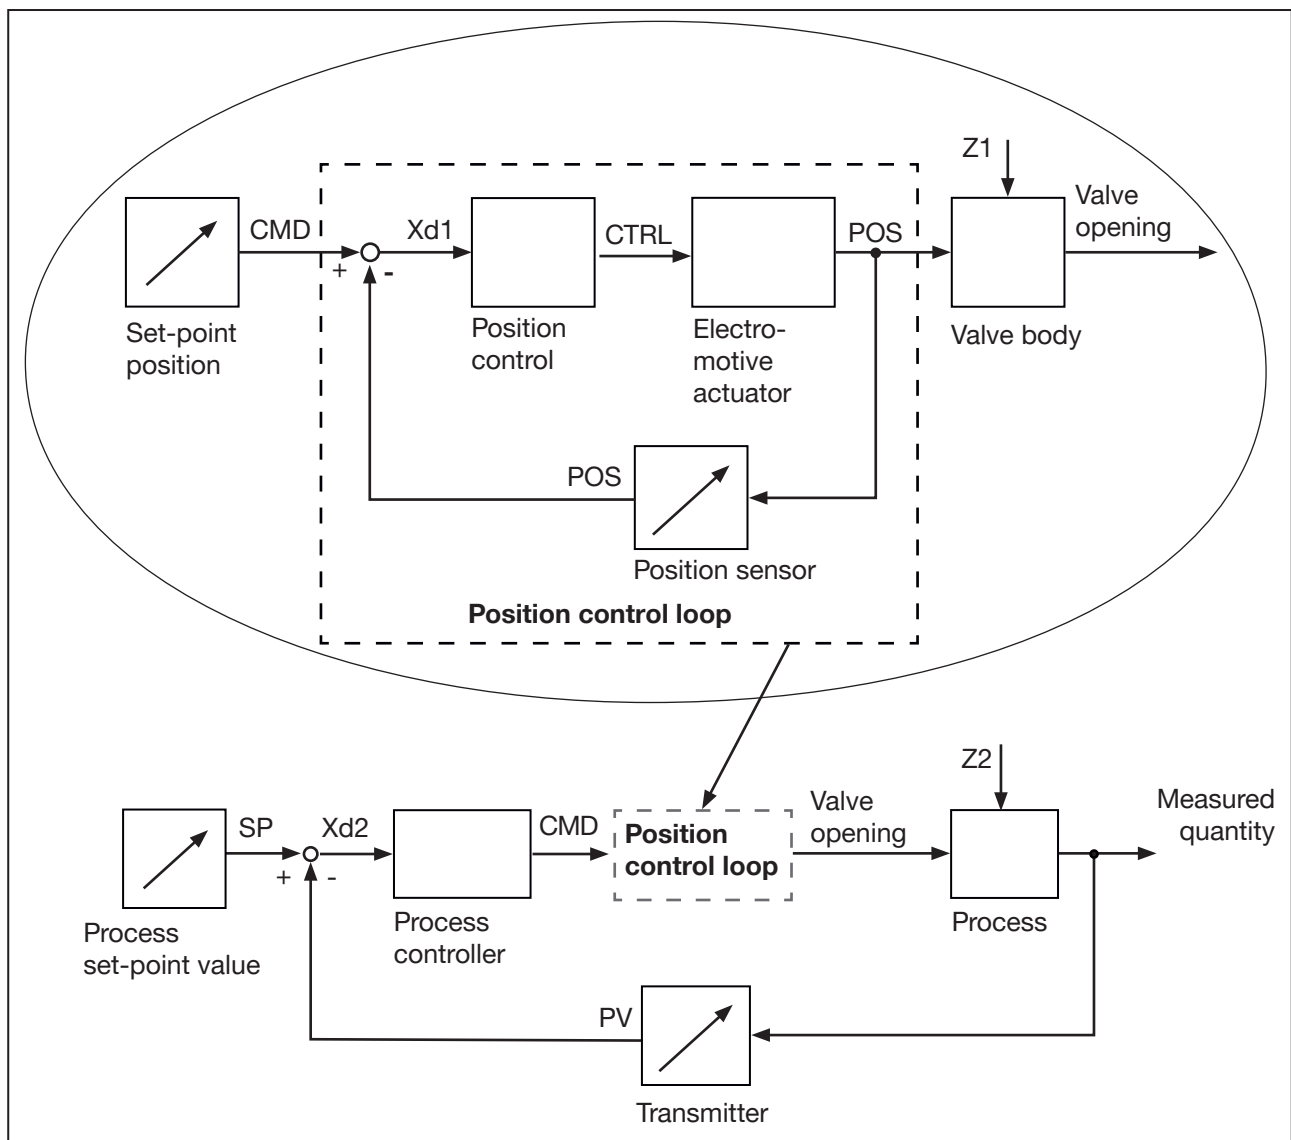 Z1
Valve
opening
CMD
Xd1
CTRL
POS
+
-
Set-point
position
Position
control
Electro-
motive
actuator
Valve body
POS
Position sensor
Position control loop
Z2
Valve
opening
Measured
quantity
SP
Xd2
CMD
Position
control loop
+
-
Process
set-point value
Process
controller
Process
PV
Transmitter